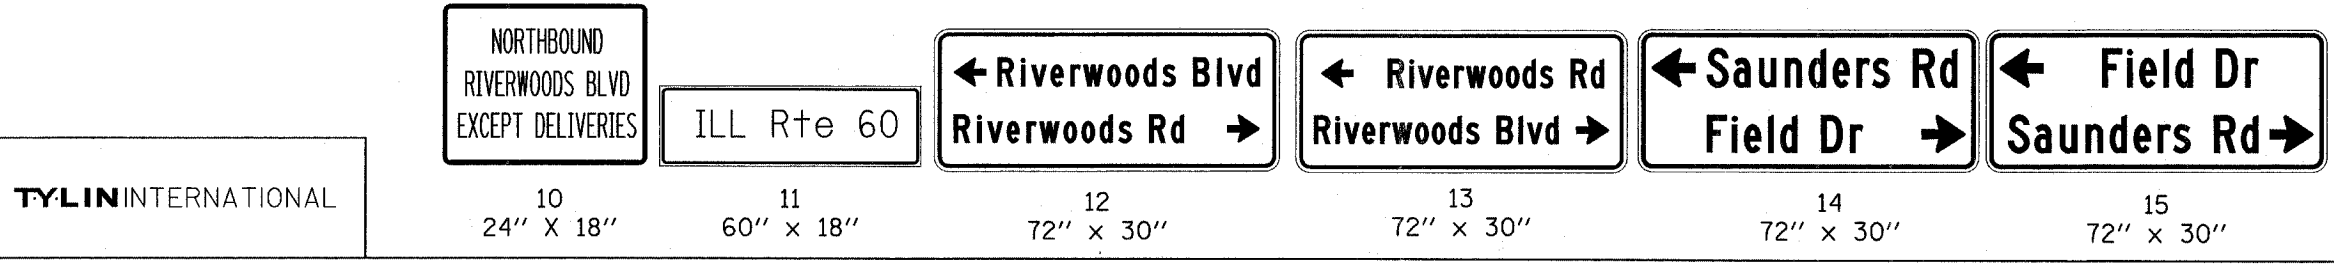 NORTHBOUND
RIVERWOODS BLVD
EXCEPT DELIVERIES
10
24" X 18"
ILL Rte 60
11
60" x 18"
← Riverwoods Blvd
Riverwoods Rd →
12
72" x 30"
← Riverwoods Rd
Riverwoods Blvd →
13
72" x 30"
← Saunders Rd
Field Dr →
14
72" x 30"
← Field Dr
Saunders Rd →
15
72" x 30"
T·Y·LIN INTERNATIONAL